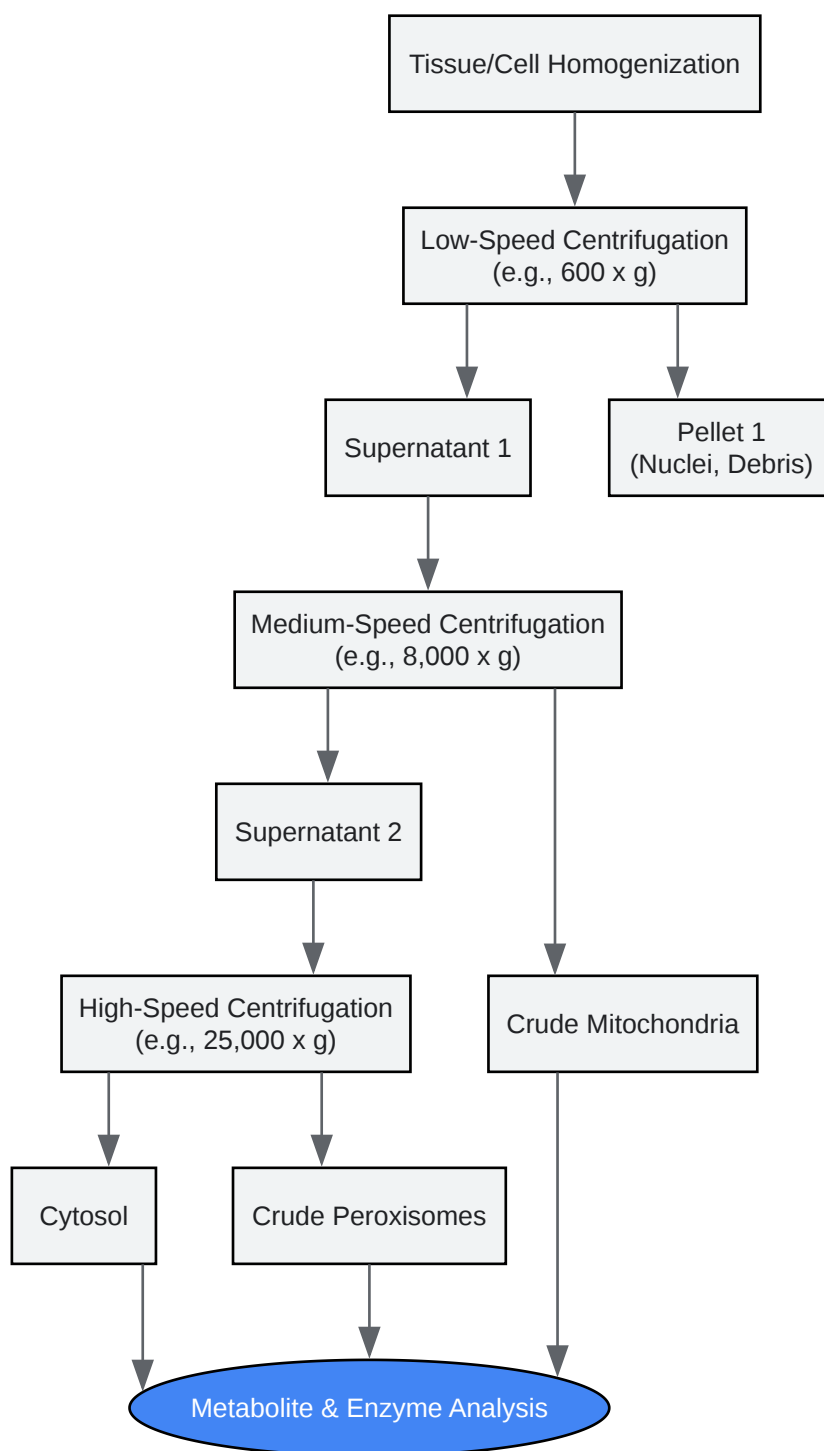 Tissue/Cell Homogenization
Low-Speed Centrifugation
(e.g., 600 x g)
Supernatant 1
Pellet 1
(Nuclei, Debris)
Medium-Speed Centrifugation
(e.g., 8,000 x g)
Supernatant 2
High-Speed Centrifugation
(e.g., 25,000 x g)
Crude Mitochondria
Cytosol
Crude Peroxisomes
Metabolite & Enzyme Analysis